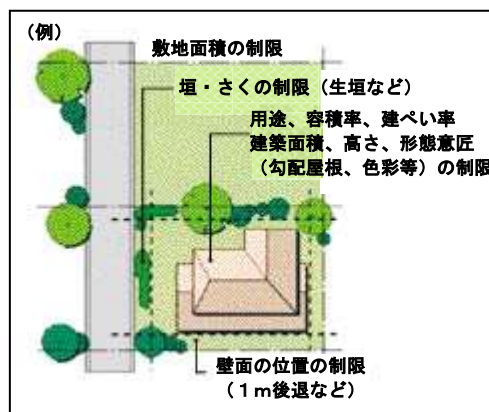 （例）
敷地面積の制限
垣・さくの制限（生垣など）
用途、容積率、建ぺい率
建築面積、高さ、形態意匠
（勾配屋根、色彩等）の制限
壁面の位置の制限
（１ｍ後退など）